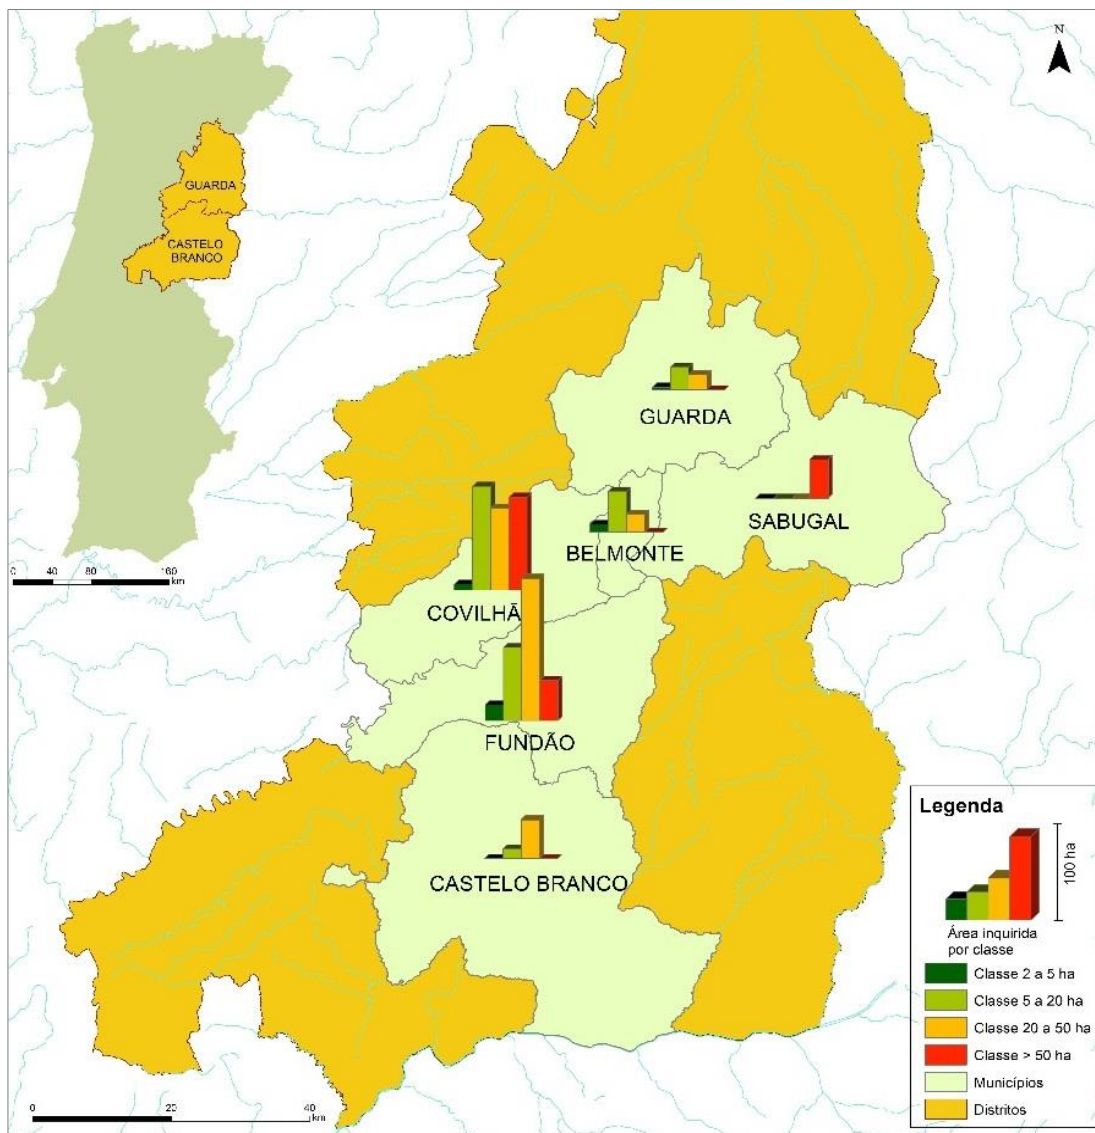 N
GUARDA
CASTELO
BRANCO
0 40 80 160
km
GUARDA
SABUGAL
BELMONTE
COVILHÃ
FUNDÃO
CASTELO BRANCO
Legenda
100 ha
Área inquirida
por classe
Classe 2 a 5 ha
Classe 5 a 20 ha
Classe 20 a 50 ha
Classe > 50 ha
Municípios
Distritos
0 20 40
km